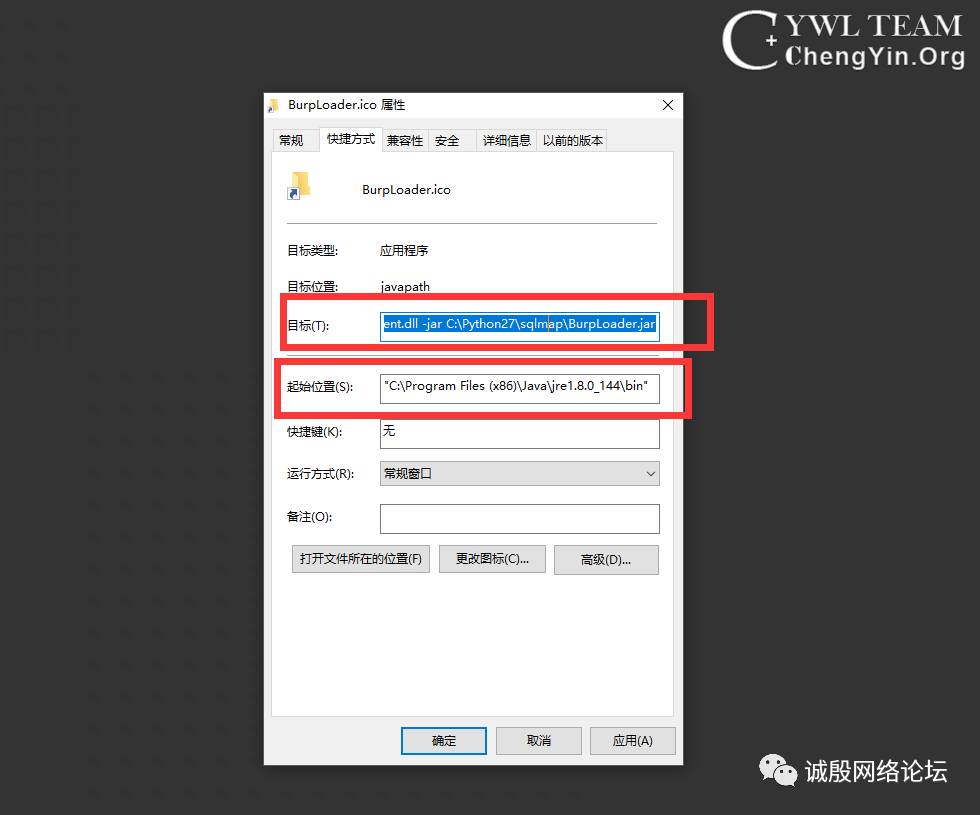 YWL TEAM
ChengYin.Org
BurpLoader.ico 属性
常规 快捷方式 兼容性 安全 详细信息 以前的版本
BurpLoader.ico
目标类型: 应用程序
目标位置: javapath
目标(T): ent.dll -jar C:\Python27\sqlmap\BurpLoader.jar
起始位置(S): "C:\Program Files (x86)\Java\jre1.8.0_144\bin"
快捷键(K): 无
运行方式(R): 常规窗口
备注(O):
打开文件所在的位置(F) 更改图标(C)... 高级(D)...
确定 取消 应用(A)
诚殷网络论坛